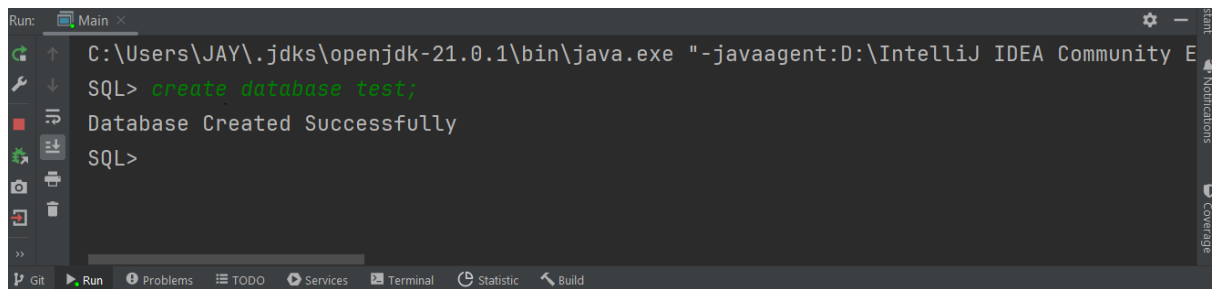 Run: Main
C:\Users\JAY\.jdks\openjdk-21.0.1\bin\java.exe "-javaagent:D:\IntelliJ IDEA Community E
SQL> create database test;
Database Created Successfully
SQL>
Notifications
Coverage
Git Run Problems TODO Services Terminal Statistic Build